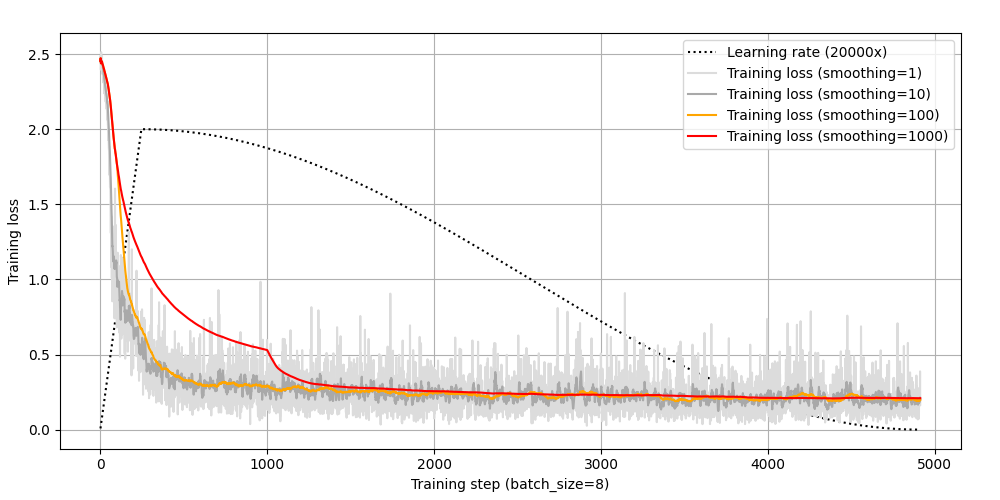 2.5
2.0
1.5
1.0
0.5
0.0
Training loss
Learning rate (20000x)
Training loss (smoothing=1)
Training loss (smoothing=10)
Training loss (smoothing=100)
Training loss (smoothing=1000)
0 1000 2000 3000 4000 5000
Training step (batch_size=8)